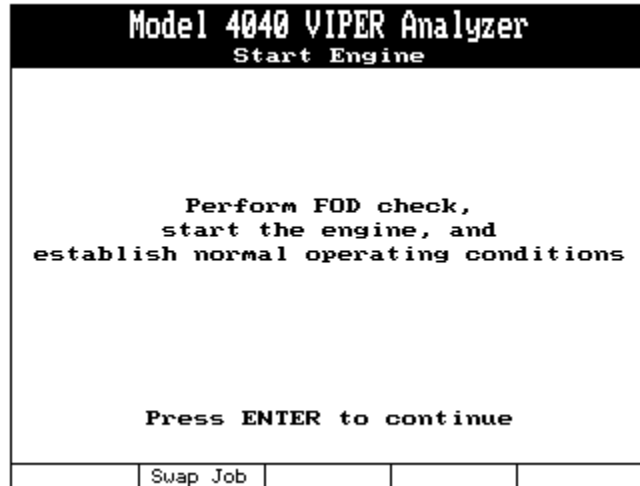 Model 4040 VIPER Analyzer
Start Engine
Perform FOD check,
start the engine, and
establish normal operating conditions
Press ENTER to continue
Swap Job